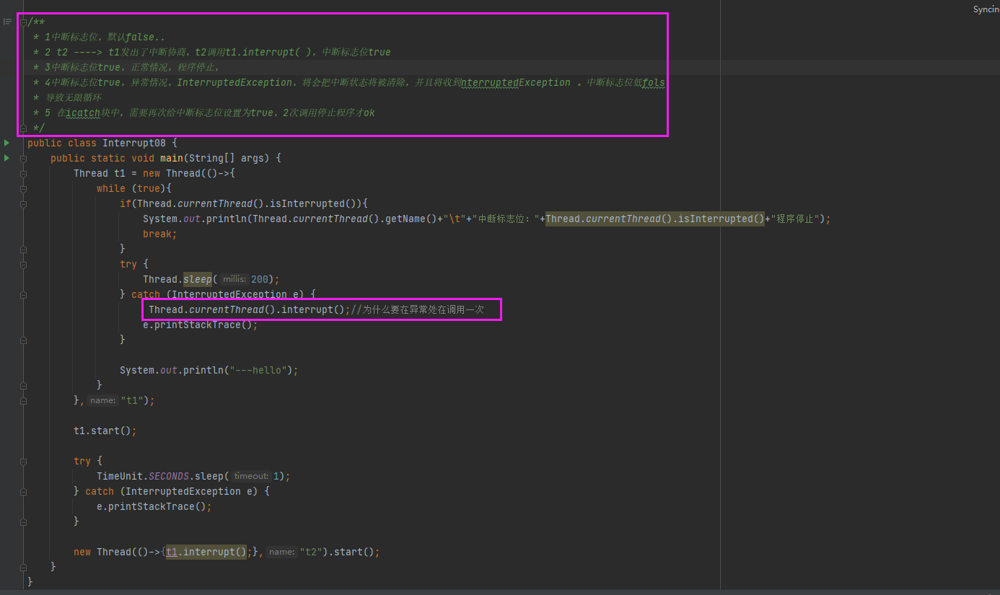 Syncin
/**
 * 1中断标志位，默认false..
 * 2 t2 ----> t1发出了中断协商，t2调用t1.interrupt( )，中断标志位true
 * 3中断标志位true，正常情况，程序停止，
 * 4中断标志位true，异常情况，InterruptedException，将会把中断状态将被清除，并且将收到nterruptedException 。中断标志位低fols
 * 导致无限循环
 * 5 在icatch块中，需要再次给中断标志位设置为true，2次调用停止程序才ok
 */
public class Interrupt08 {
    public static void main(String[] args) {
        Thread t1 = new Thread(()->{
            while (true){
                if(Thread.currentThread().isInterrupted()){
                    System.out.println(Thread.currentThread().getName()+"\t"+"中断标志位："+Thread.currentThread().isInterrupted()+"程序停止");
                    break;
                }
                try {
                    Thread.sleep( millis: 200);
                } catch (InterruptedException e) {
                     Thread.currentThread().interrupt();//为什么要在异常处在调用一次
                    e.printStackTrace();
                }

                System.out.println("---hello");
            }
        }, name: "t1");

        t1.start();

        try {
            TimeUnit.SECONDS.sleep( timeout: 1);
        } catch (InterruptedException e) {
            e.printStackTrace();
        }

        new Thread(()->{t1.interrupt();}, name: "t2").start();
    }
}